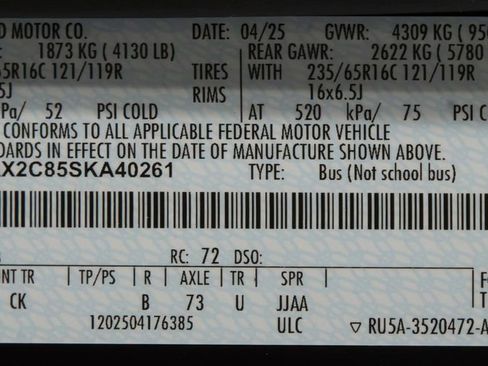 D MOTOR CO. DATE: 04/25 GVWR: 4309 KG ( 950
1873 KG ( 4130 LB) REAR GAWR: 2622 KG ( 5780
65R16C 121/119R TIRES WITH 235/65R16C 121/119R
5J RIMS 16x6.5J
Pa/ 52 PSI COLD AT 520 kPa/ 75 PSI COLD
CONFORMS TO ALL APPLICABLE FEDERAL MOTOR VEHICLE
DARDS IN EFFECT ON THE DATE OF MANUFACTURE SHOWN ABOVE.
X2C85SKA40261 TYPE: Bus (Not school bus)
RC: 72 DSO:
NT TR TP/PS R AXLE TR SPR
CK B 73 U JJAA
1202504176385 ULC ▽ RU5A-3520472-A